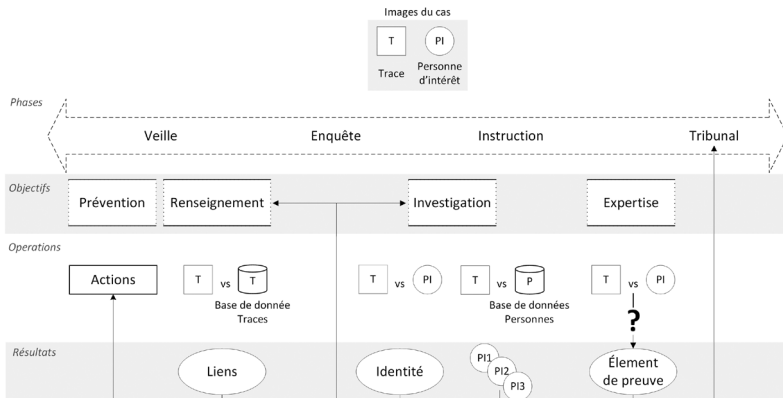 Images du cas
T
PI
Trace
Personne
d'intérêt
Phases
Veille
Enquête
Instruction
Tribunal
Objectifs
Prévention
Renseignement
Investigation
Expertise
Operations
Actions
T vs T
Base de donnée
Traces
T vs PI
T vs P
Base de données
Personnes
T vs PI
?
Résultats
Liens
Identité
PI1
PI2
PI3
Élement
de preuve